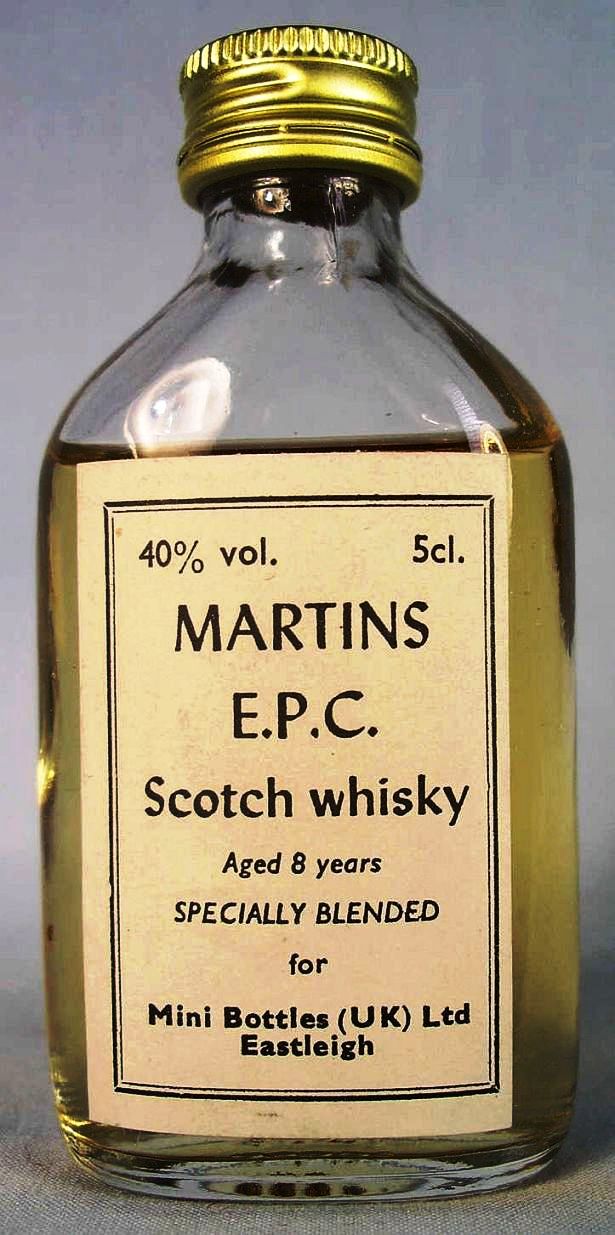 40% vol. 5cl.
MARTINS
E.P.C.
Scotch whisky
Aged 8 years
SPECIALLY BLENDED
for
Mini Bottles (UK) Ltd
Eastleigh